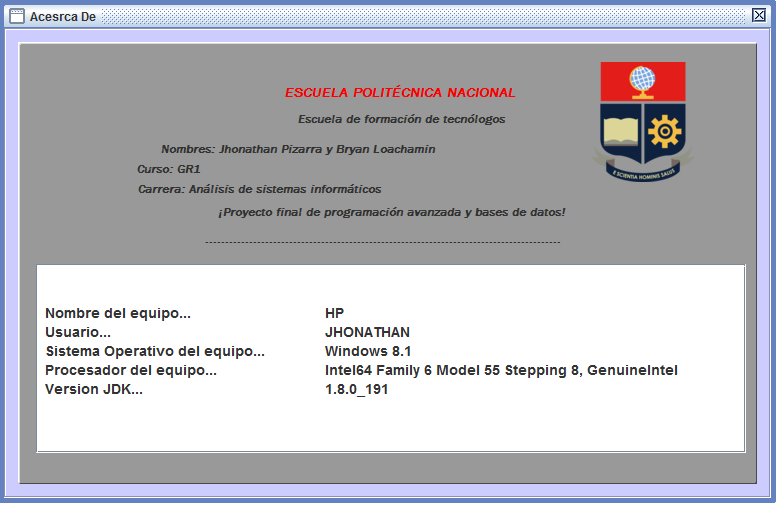 Acesrca De
ESCUELA POLITÉCNICA NACIONAL
Escuela de formación de tecnólogos
Nombres: Jhonathan Pizarra y Bryan Loachamin
Curso: GR1
Carrera: Análisis de sistemas informáticos
¡Proyecto final de programación avanzada y bases de datos!
E SCIENTIA HOMINIS SALUS
Nombre del equipo... HP
Usuario... JHONATHAN
Sistema Operativo del equipo... Windows 8.1
Procesador del equipo... Intel64 Family 6 Model 55 Stepping 8, GenuineIntel
Version JDK... 1.8.0_191